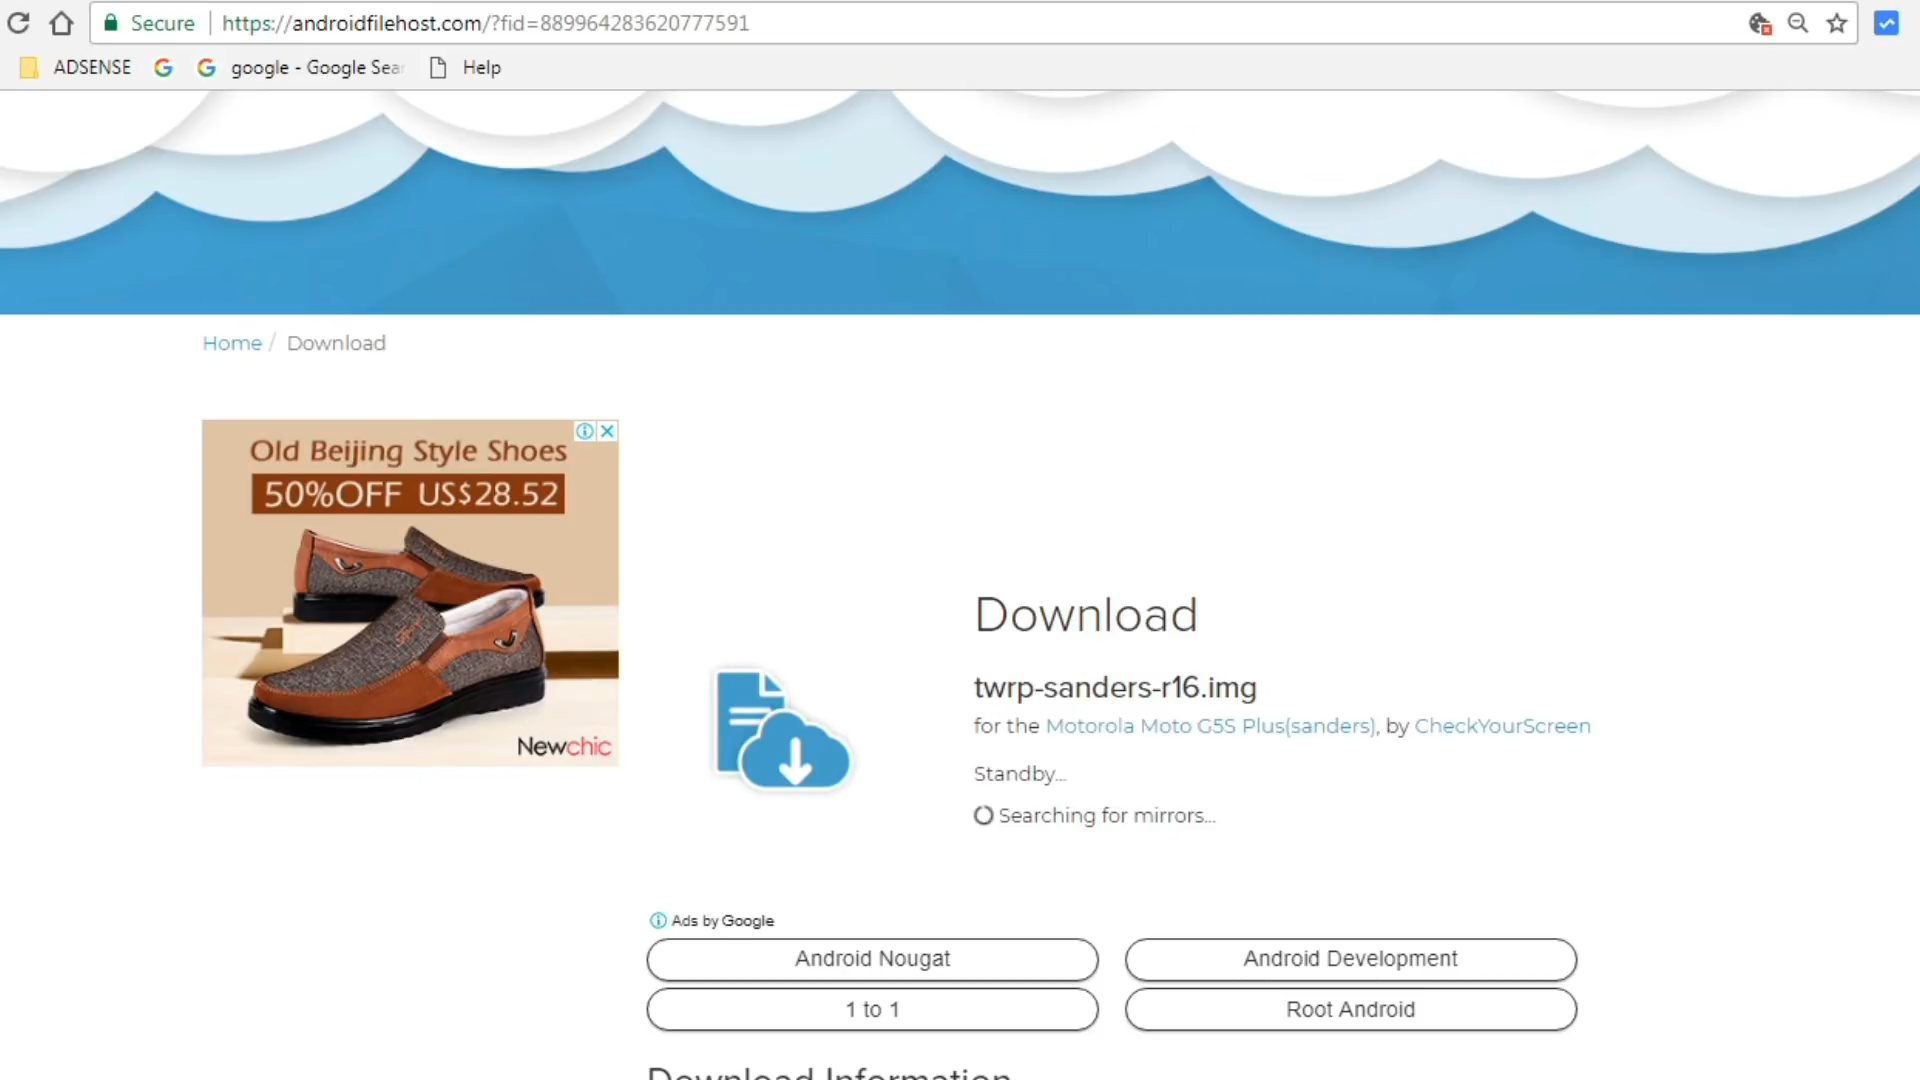 Secure https://androidfilehost.com/?fid=889964283620777591
ADSENSE google - Google Sea Help
Home / Download
Old Beijing Style Shoes
50%OFF US$28.52
Newchic
Download
twrp-sanders-r16.img
for the Motorola Moto G5S Plus(sanders), by CheckYourScreen
Standby...
Searching for mirrors...
Ads by Google
Android Nougat Android Development
1 to 1 Root Android
Download Information